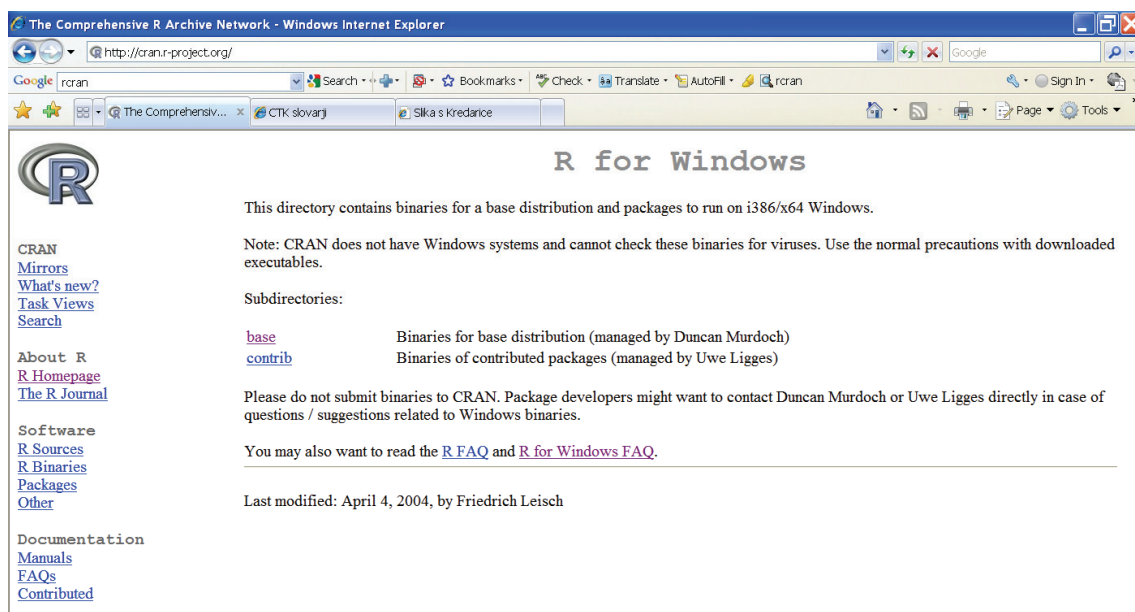 The Comprehensive R Archive Network - Windows Internet Explorer
http://cran.r-project.org/
Google
Google rcran Search Bookmarks Check Translate AutoFill rcran Sign In
The Comprehensiv... CTK slovarji Slika s Kredarice Page Tools
R
R for Windows
This directory contains binaries for a base distribution and packages to run on i386/x64 Windows.
Note: CRAN does not have Windows systems and cannot check these binaries for viruses. Use the normal precautions with downloaded
executables.
Subdirectories:
base Binaries for base distribution (managed by Duncan Murdoch)
contrib Binaries of contributed packages (managed by Uwe Ligges)
Please do not submit binaries to CRAN. Package developers might want to contact Duncan Murdoch or Uwe Ligges directly in case of
questions / suggestions related to Windows binaries.
You may also want to read the R FAQ and R for Windows FAQ.
Last modified: April 4, 2004, by Friedrich Leisch
CRAN
Mirrors
What's new?
Task Views
Search
About R
R Homepage
The R Journal
Software
R Sources
R Binaries
Packages
Other
Documentation
Manuals
FAQs
Contributed